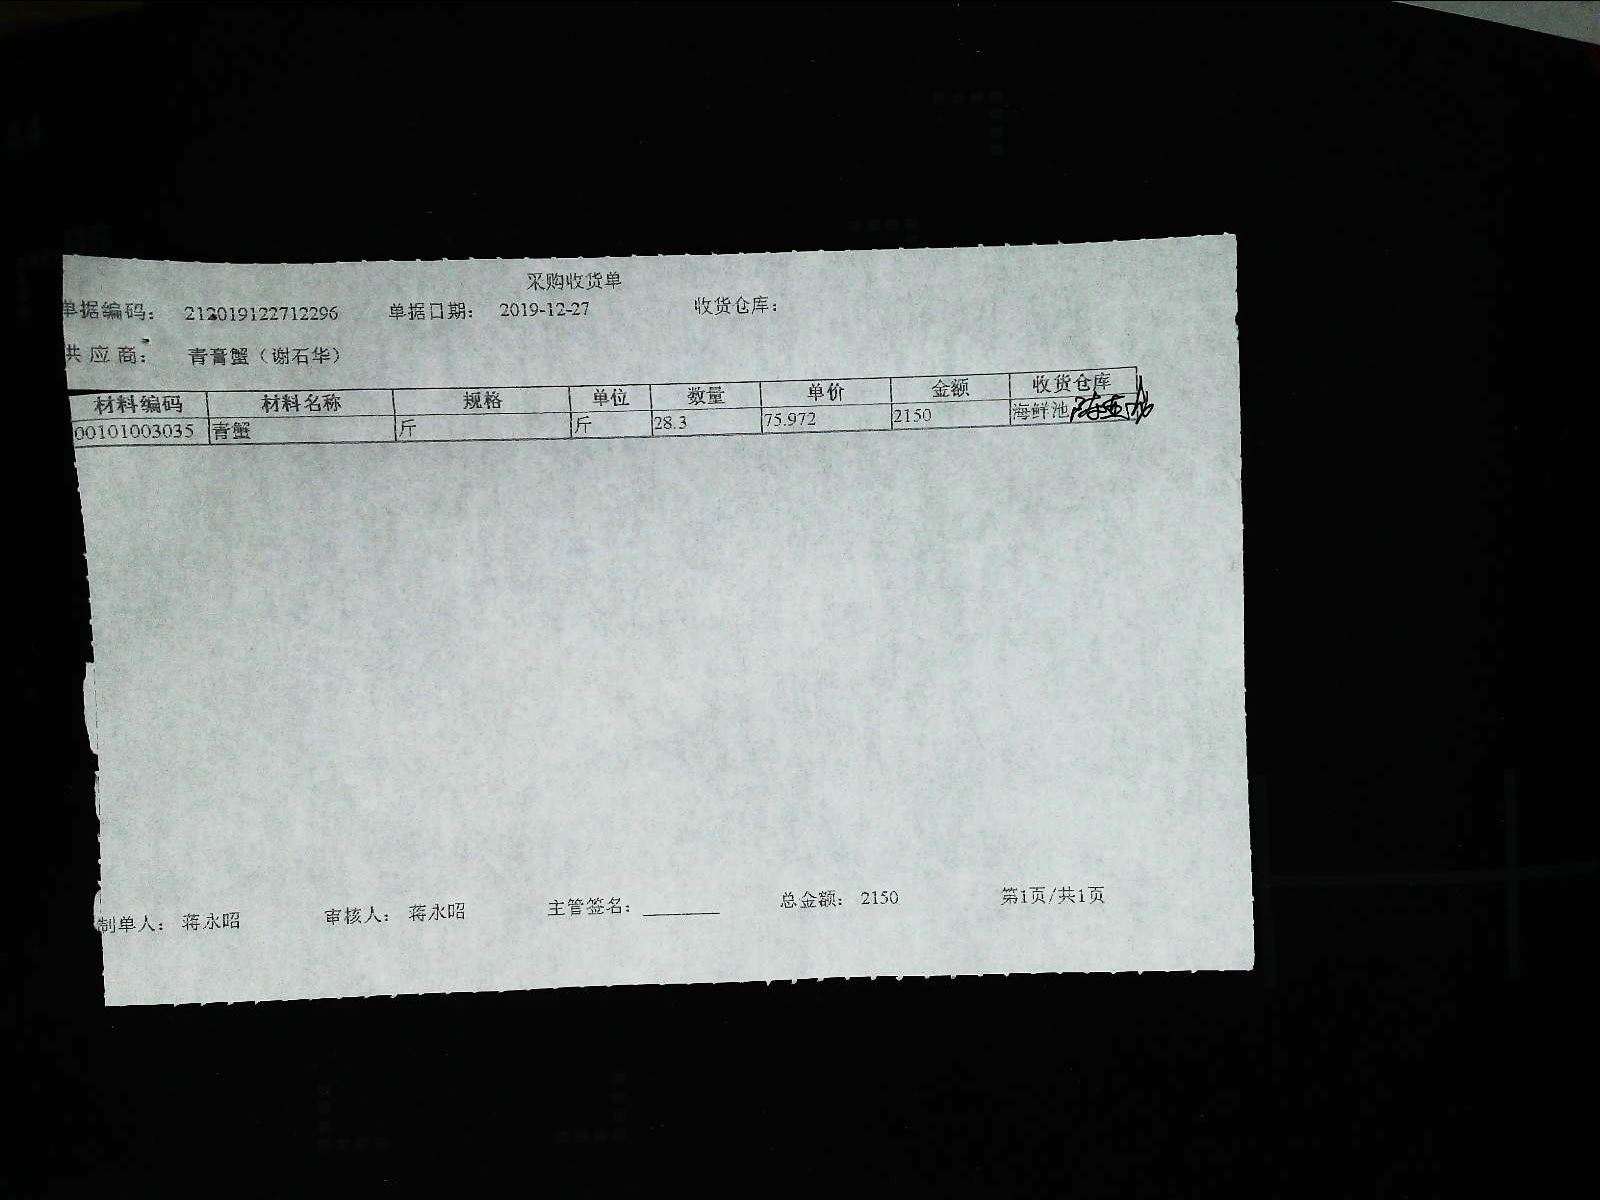 采购收货单
单据编码： 212019122712296 单据日期： 2019-12-27 收货仓库：
供应商： 青膏蟹（谢石华）
材料编码 材料名称 规格 单位 数量 单价 金额 收货仓库
00101003035 青蟹 斤 斤 28.3 75.972 2150 海鲜池
制单人： 蒋永昭 审核人： 蒋永昭 主管签名： 总金额： 2150 第1页/共1页